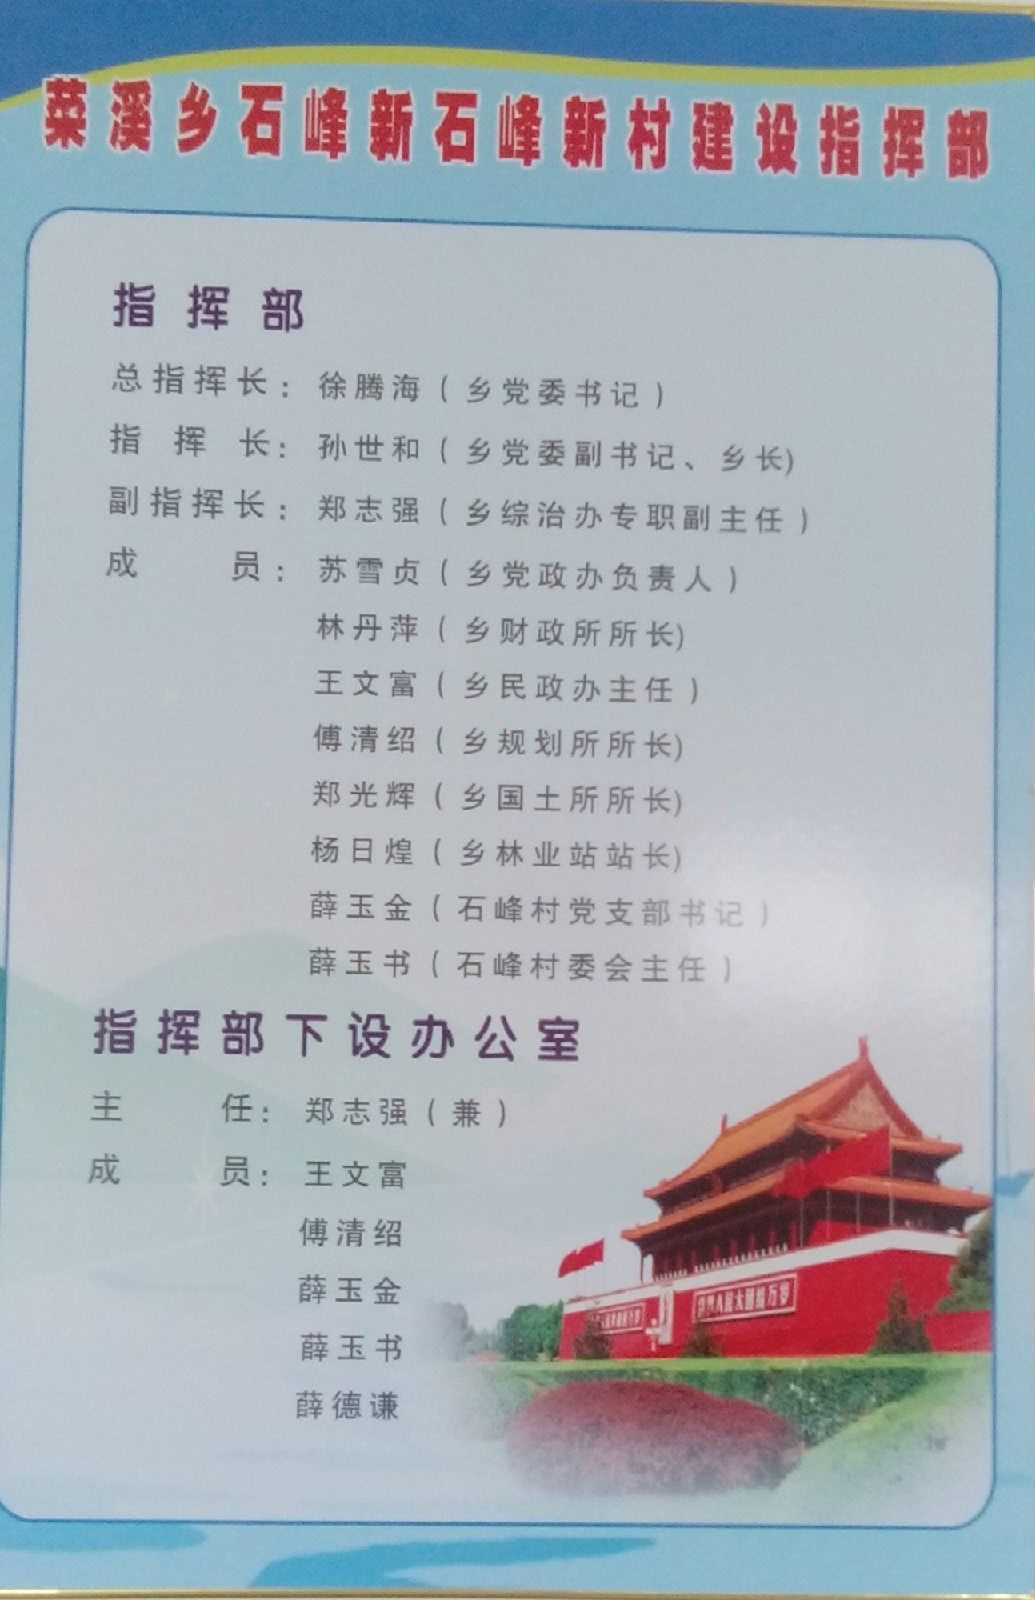 菜溪乡石峰新石峰新村建设指挥部
指挥部
总指挥长：徐腾海（乡党委书记）
指挥长：孙世和（乡党委副书记、乡长)
副指挥长：郑志强（乡综治办专职副主任）
成员：苏雪贞（乡党政办负责人）
林丹萍（乡财政所所长)
王文富（乡民政办主任）
傅清绍（乡规划所所长)
郑光辉（乡国土所所长)
杨日煌（乡林业站站长)
薛玉金（石峰村党支部书记）
薛玉书（石峰村委会主任）
指挥部下设办公室
主任：郑志强（兼）
成员：王文富
傅清绍
薛玉金
薛玉书
薛德谦